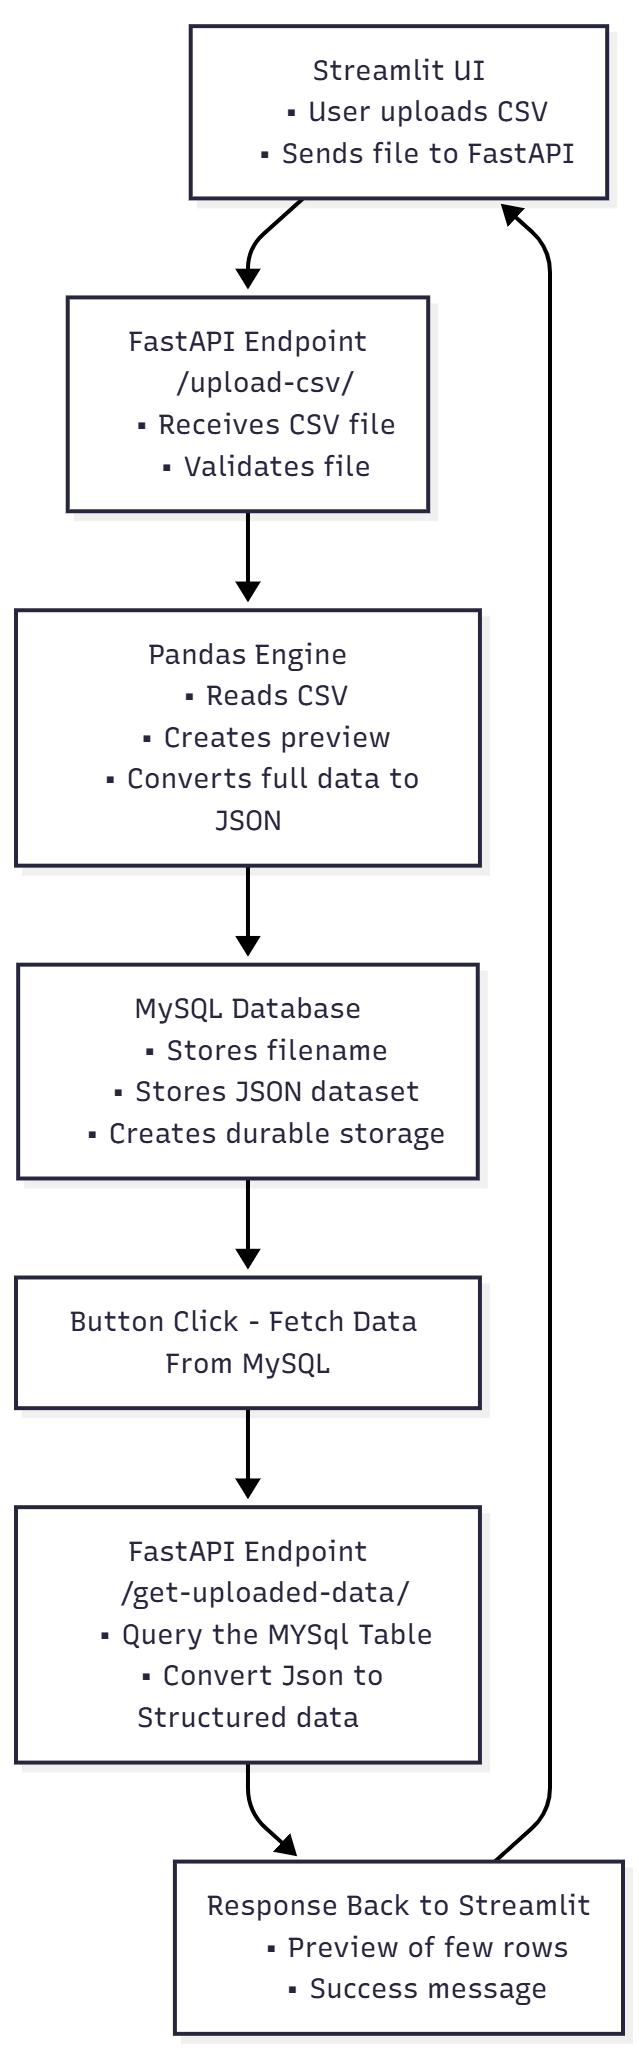 Streamlit UI
▪ User uploads CSV
▪ Sends file to FastAPI
FastAPI Endpoint
/upload-csv/
▪ Receives CSV file
▪ Validates file
Pandas Engine
▪ Reads CSV
▪ Creates preview
▪ Converts full data to
JSON
MySQL Database
▪ Stores filename
▪ Stores JSON dataset
▪ Creates durable storage
Button Click - Fetch Data
From MySQL
FastAPI Endpoint
/get-uploaded-data/
▪ Query the MYSql Table
▪ Convert Json to
Structured data
Response Back to Streamlit
▪ Preview of few rows
▪ Success message